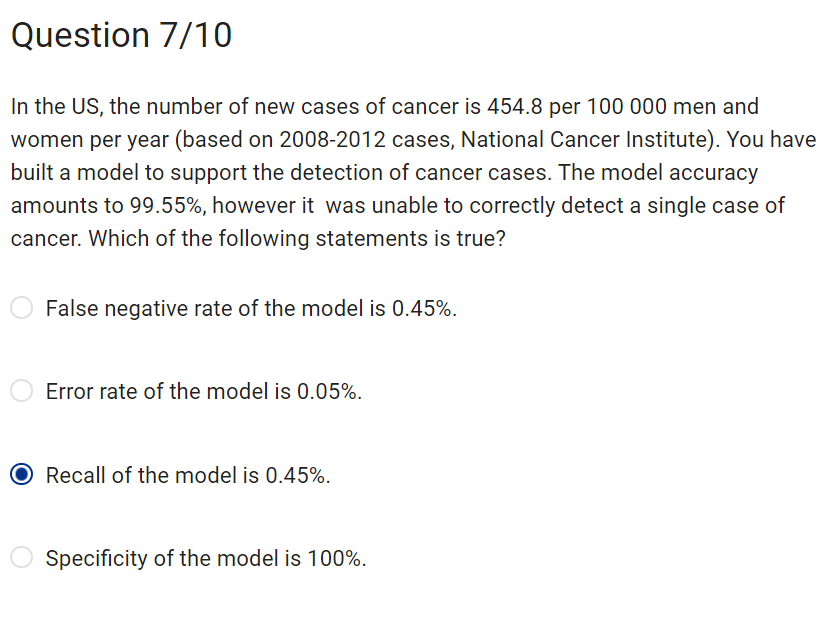 Question 7/10
In the US, the number of new cases of cancer is 454.8 per 100 000 men and
women per year (based on 2008-2012 cases, National Cancer Institute). You have
built a model to support the detection of cancer cases. The model accuracy
amounts to 99.55%, however it  was unable to correctly detect a single case of
cancer. Which of the following statements is true?
False negative rate of the model is 0.45%.
Error rate of the model is 0.05%.
Recall of the model is 0.45%.
Specificity of the model is 100%.